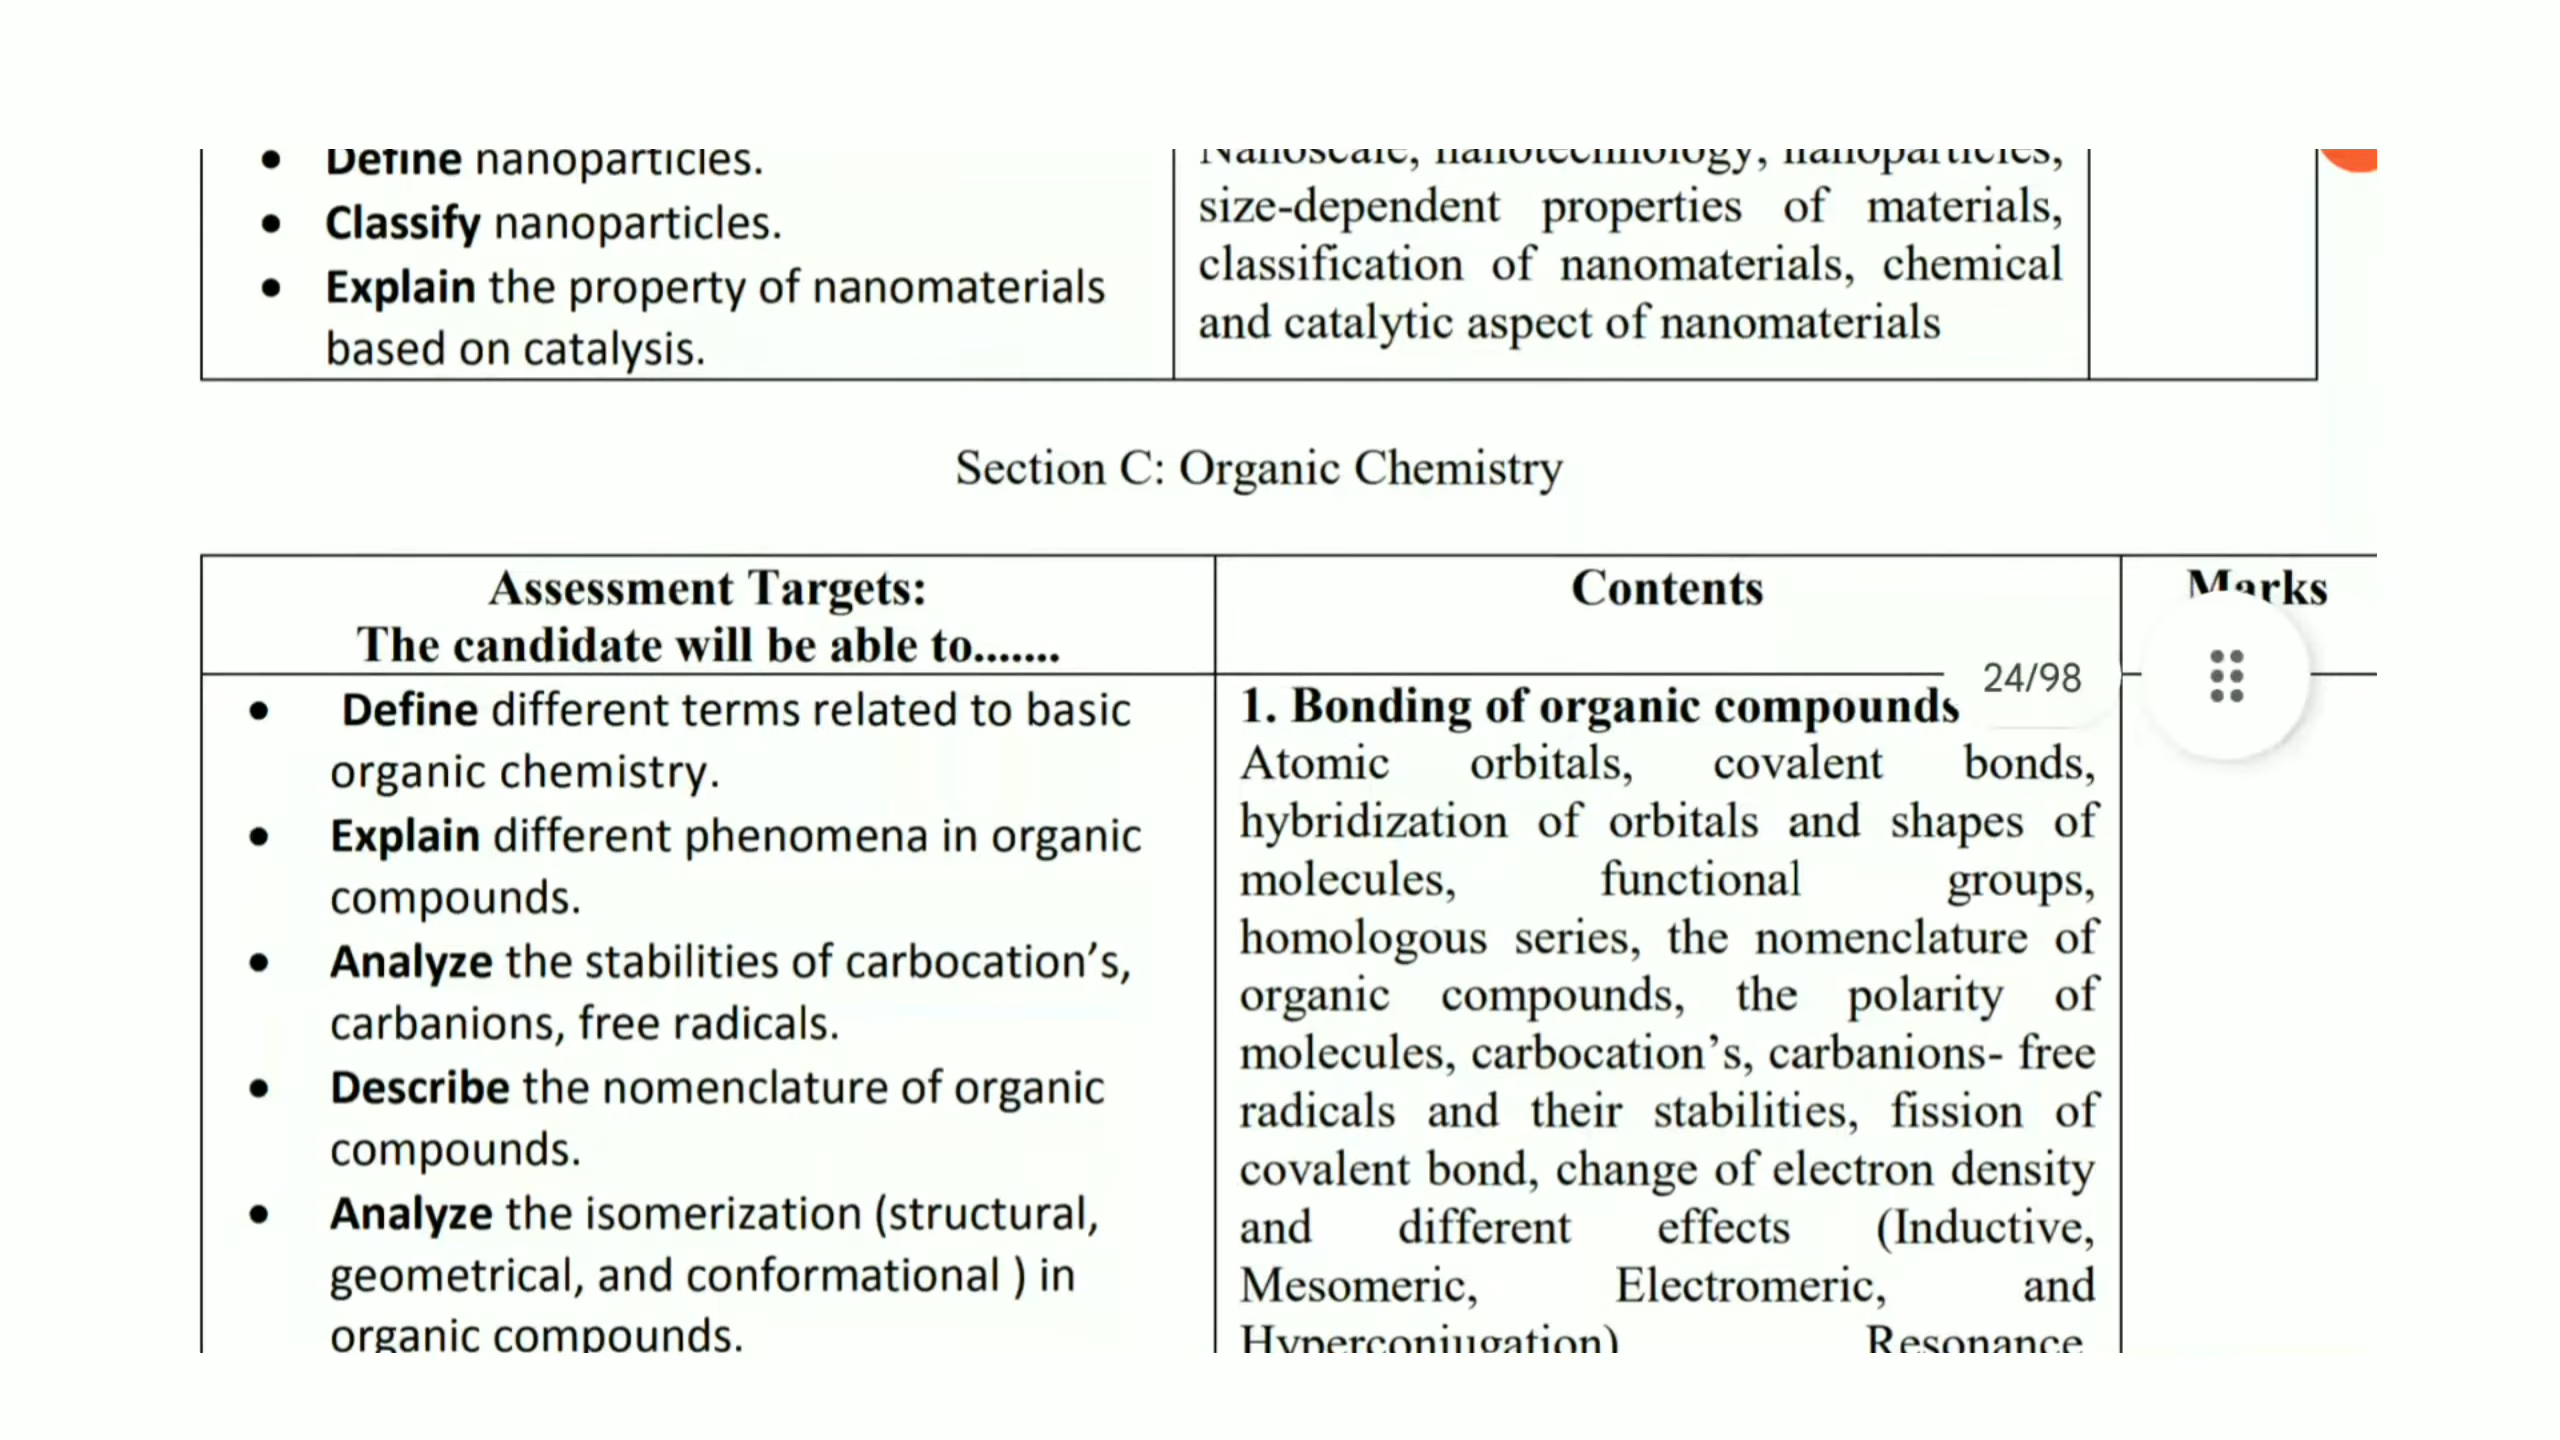 • Define nanoparticles.
• Classify nanoparticles.
• Explain the property of nanomaterials
based on catalysis.
Nanoscale, nanotechnology, nanoparticles,
size-dependent properties of materials,
classification of nanomaterials, chemical
and catalytic aspect of nanomaterials
Section C: Organic Chemistry
Assessment Targets:
The candidate will be able to.......
Contents
Marks
24/98
• Define different terms related to basic
organic chemistry.
• Explain different phenomena in organic
compounds.
• Analyze the stabilities of carbocation’s,
carbanions, free radicals.
• Describe the nomenclature of organic
compounds.
• Analyze the isomerization (structural,
geometrical, and conformational ) in
organic compounds.
1. Bonding of organic compounds
Atomic orbitals, covalent bonds,
hybridization of orbitals and shapes of
molecules, functional groups,
homologous series, the nomenclature of
organic compounds, the polarity of
molecules, carbocation’s, carbanions- free
radicals and their stabilities, fission of
covalent bond, change of electron density
and different effects (Inductive,
Mesomeric, Electromeric, and
Hyperconjugation) Resonance